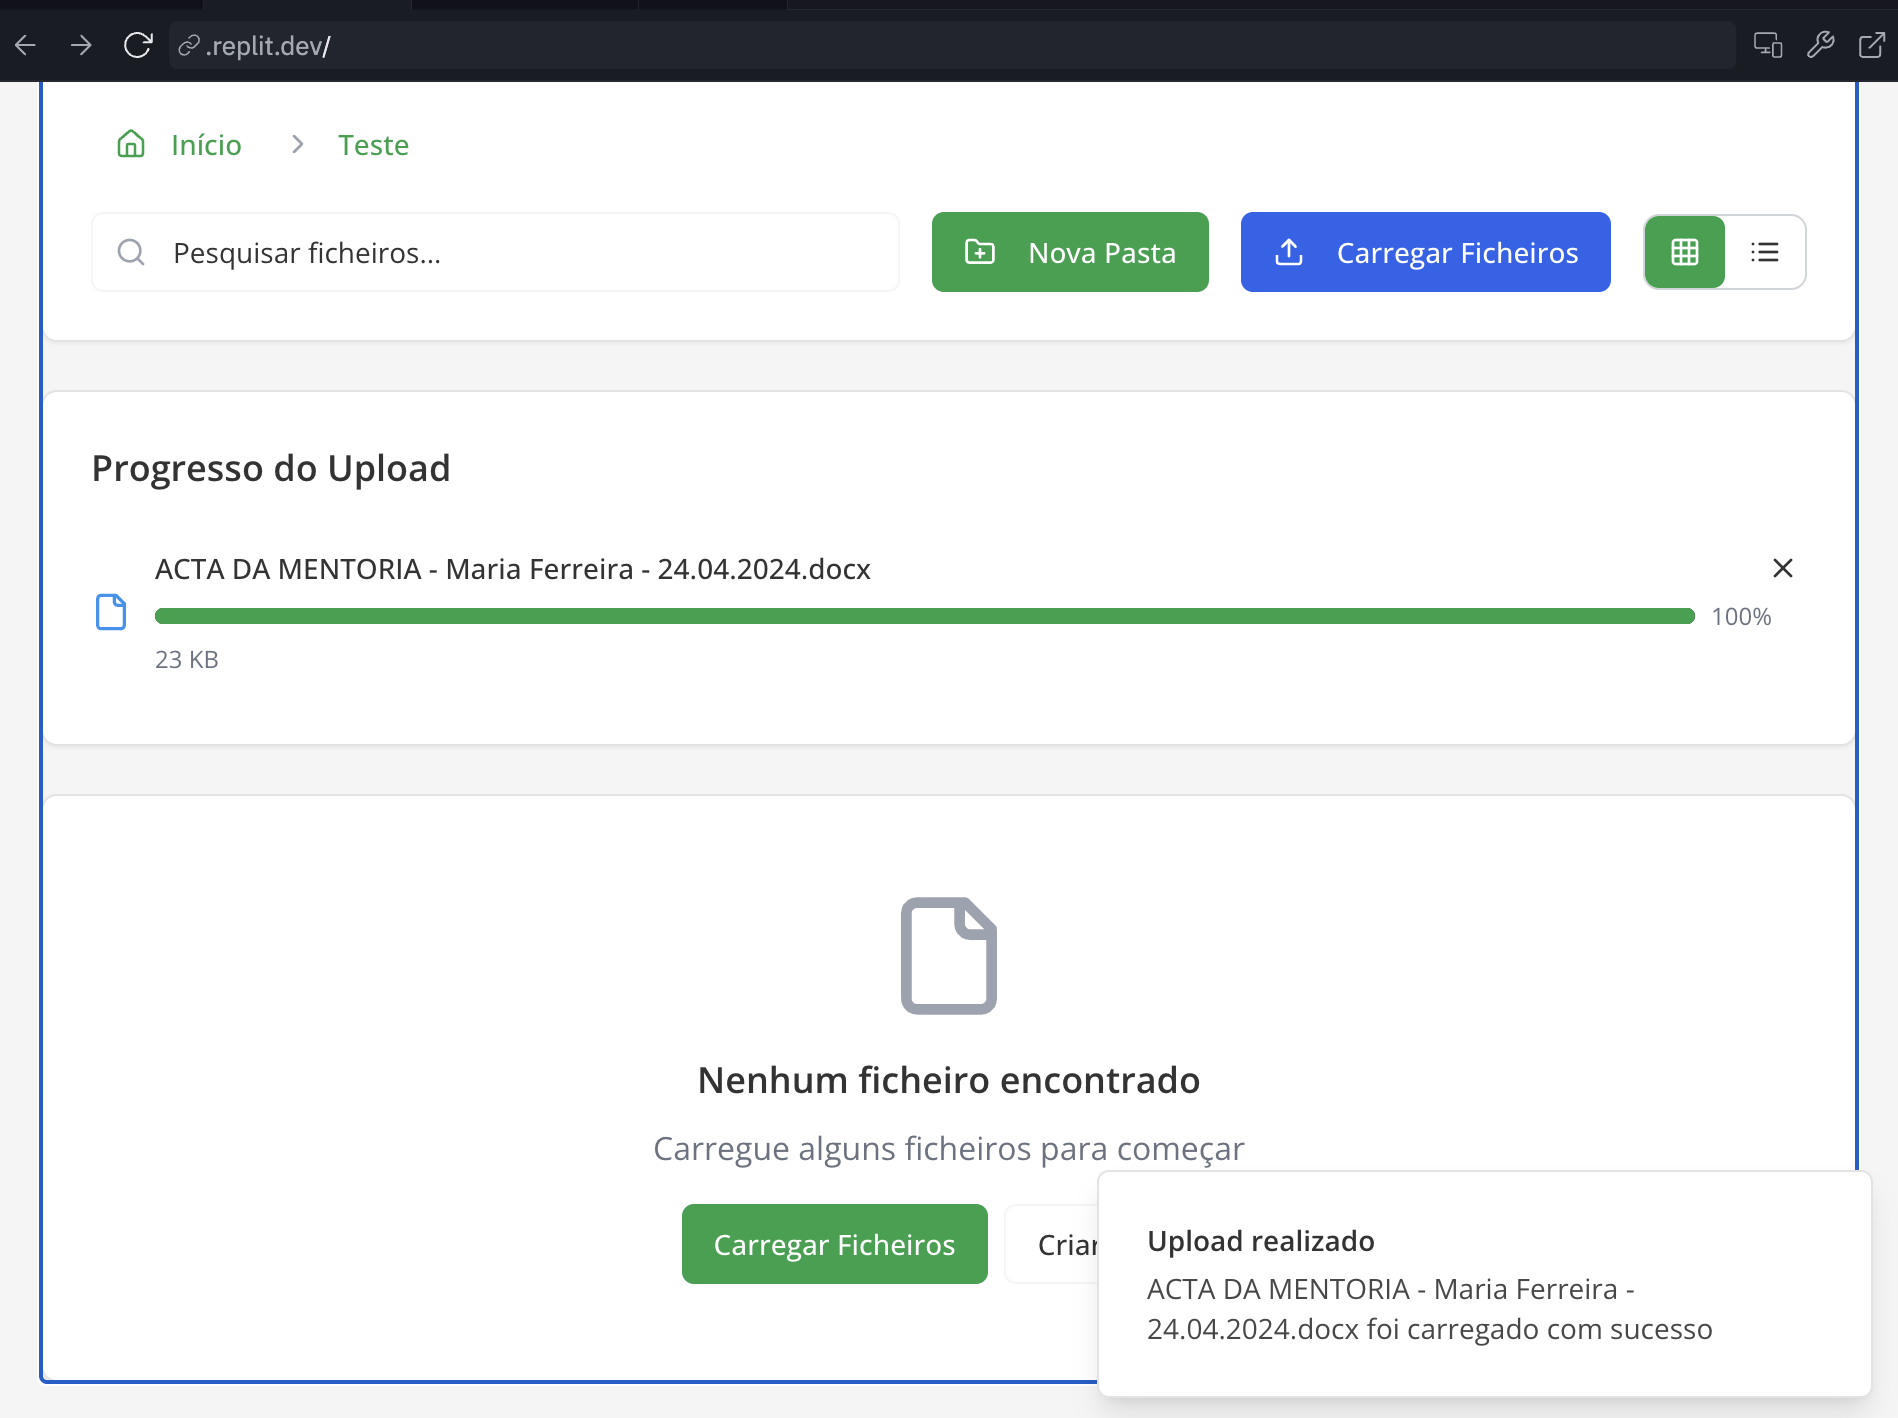 .replit.dev/
Início
Teste
Pesquisar ficheiros...
Nova Pasta
Carregar Ficheiros
Progresso do Upload
ACTA DA MENTORIA - Maria Ferreira - 24.04.2024.docx
100%
23 KB
Nenhum ficheiro encontrado
Carregue alguns ficheiros para começar
Carregar Ficheiros
Criar
Upload realizado
ACTA DA MENTORIA - Maria Ferreira -
24.04.2024.docx foi carregado com sucesso